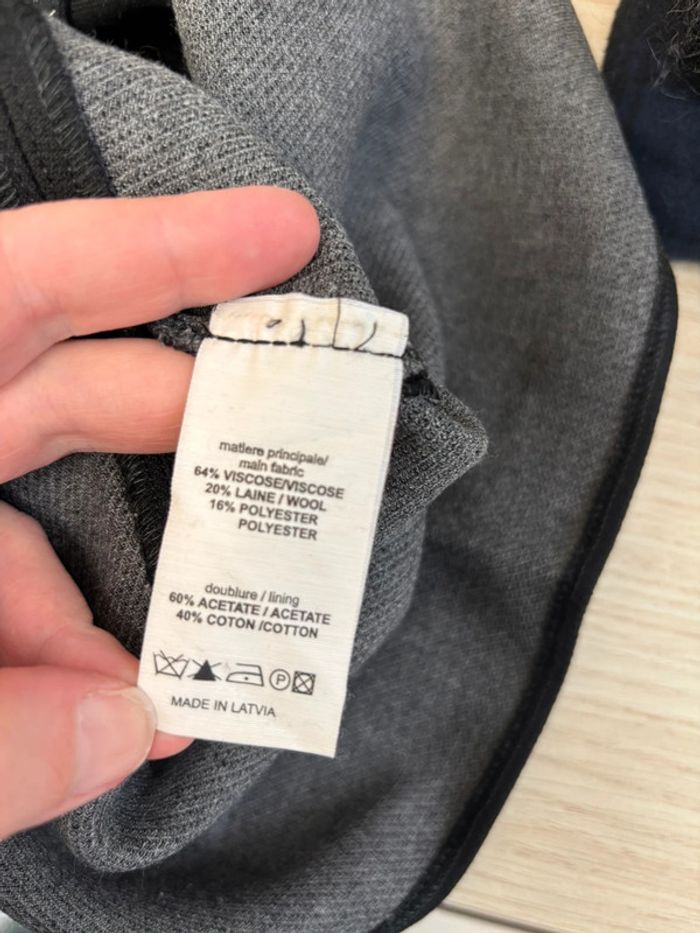 matiere principale/
main fabric
64% VISCOSE/VISCOSE
20% LAINE / WOOL
16% POLYESTER
POLYESTER
doublure / lining
60% ACETATE / ACETATE
40% COTON /COTTON
P
MADE IN LATVIA